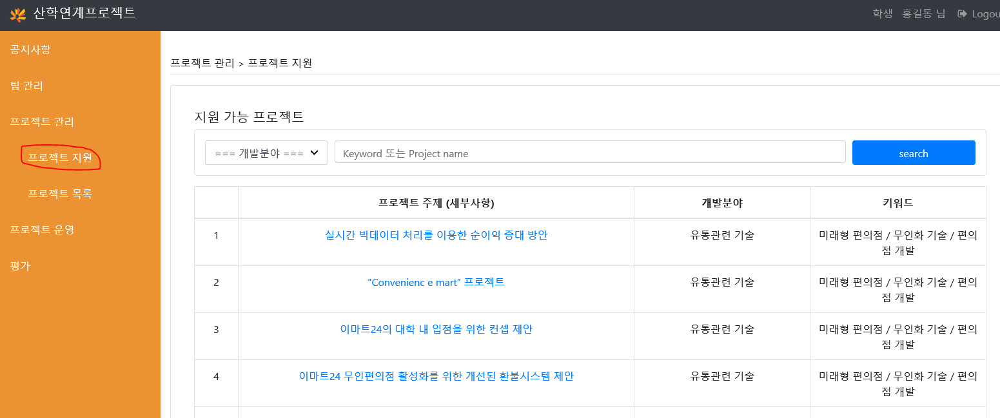 산학연계프로젝트
학생 홍길동 님 Logou
공지사항
팀 관리
프로젝트 관리
프로젝트 지원
프로젝트 목록
프로젝트 운영
평가
프로젝트 관리 > 프로젝트 지원
지원 가능 프로젝트
=== 개발분야 === Keyword 또는 Project name search
프로젝트 주제 (세부사항) 개발분야 키워드
1 실시간 빅데이터 처리를 이용한 순이익 증대 방안 유통관련 기술 미래형 편의점 / 무인화 기술 / 편의
점 개발
2 "Convenienc e mart” 프로젝트 유통관련 기술 미래형 편의점 / 무인화 기술 / 편의
점 개발
3 이마트24의 대학 내 입점을 위한 컨셉 제안 유통관련 기술 미래형 편의점 / 무인화 기술 / 편의
점 개발
4 이마트24 무인편의점 활성화를 위한 개선된 환불시스템 제안 유통관련 기술 미래형 편의점 / 무인화 기술 / 편의
점 개발